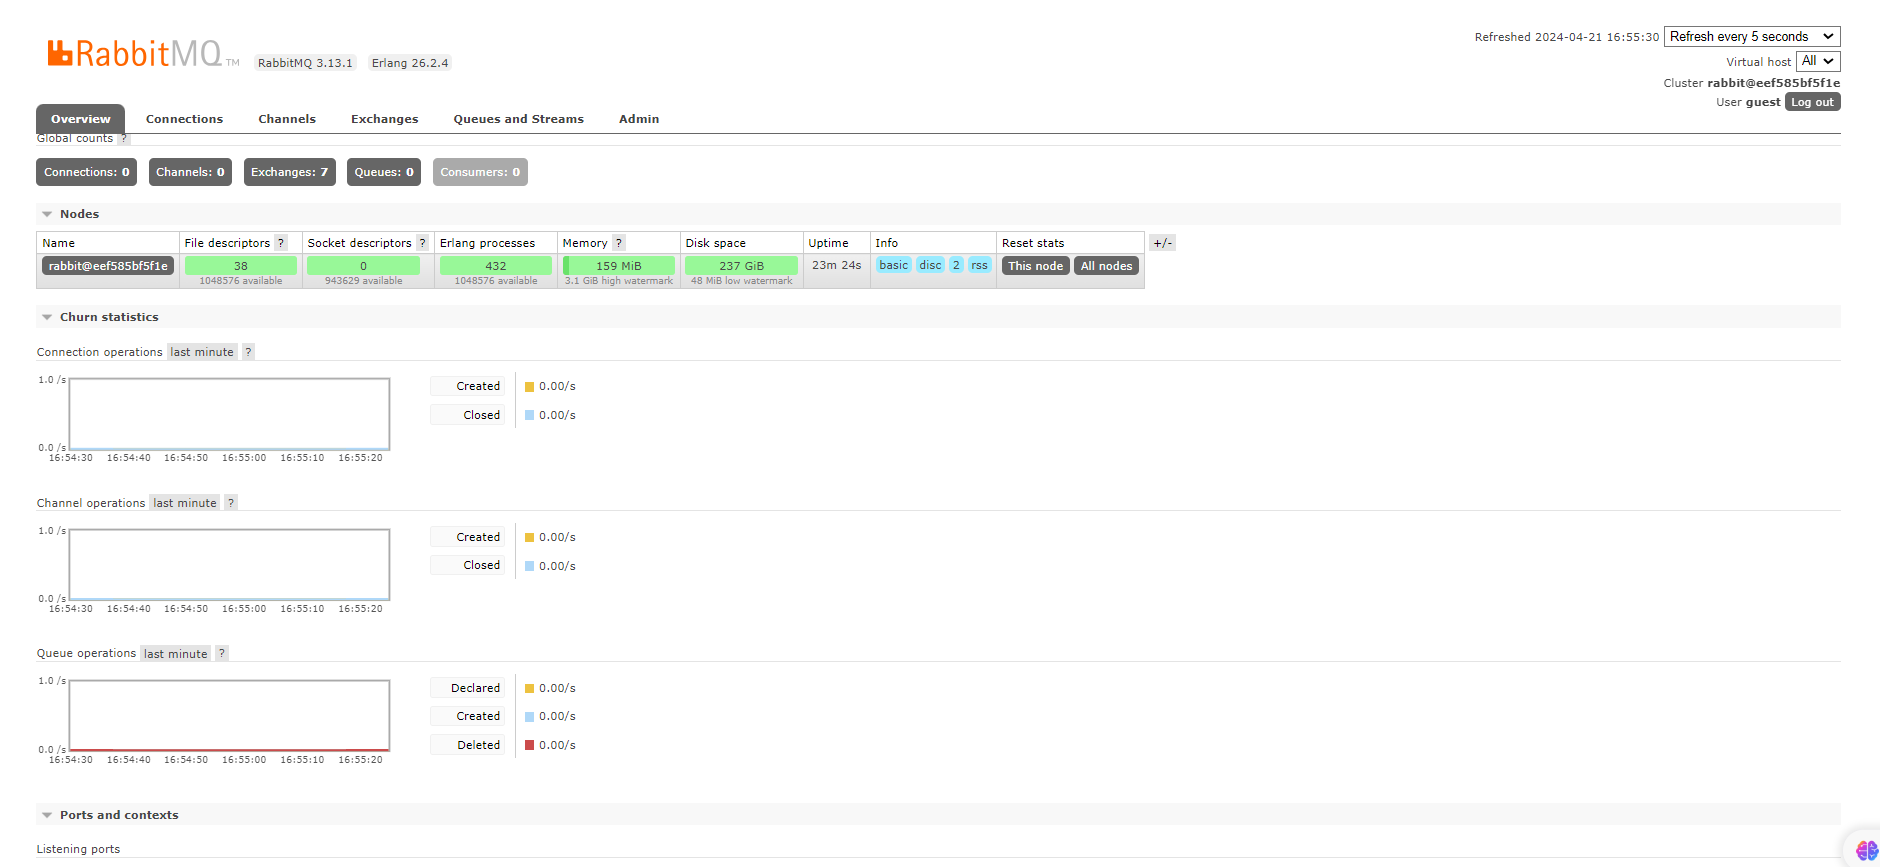 RabbitMQ TM RabbitMQ 3.13.1 Erlang 26.2.4
Refreshed 2024-04-21 16:55:30 Refresh every 5 seconds
Virtual host All
Cluster rabbit@eef585bf5f1e
User guest Log out
Overview Connections Channels Exchanges Queues and Streams Admin
Global counts ?
Connections: 0 Channels: 0 Exchanges: 7 Queues: 0 Consumers: 0
Nodes
Name File descriptors ? Socket descriptors ? Erlang processes Memory ? Disk space Uptime Info Reset stats +/-
rabbit@eef585bf5f1e 38 0 432 159 MiB 237 GiB 23m 24s basic disc 2 rss This node All nodes
1048576 available 943629 available 1048576 available 3.1 GiB high watermark 48 MiB low watermark
Churn statistics
Connection operations last minute ?
1.0 /s
Created 0.00/s
Closed 0.00/s
0.0 /s
16:54:30 16:54:40 16:54:50 16:55:00 16:55:10 16:55:20
Channel operations last minute ?
1.0 /s
Created 0.00/s
Closed 0.00/s
0.0 /s
16:54:30 16:54:40 16:54:50 16:55:00 16:55:10 16:55:20
Queue operations last minute ?
1.0 /s
Declared 0.00/s
Created 0.00/s
Deleted 0.00/s
0.0 /s
16:54:30 16:54:40 16:54:50 16:55:00 16:55:10 16:55:20
Ports and contexts
Listening ports